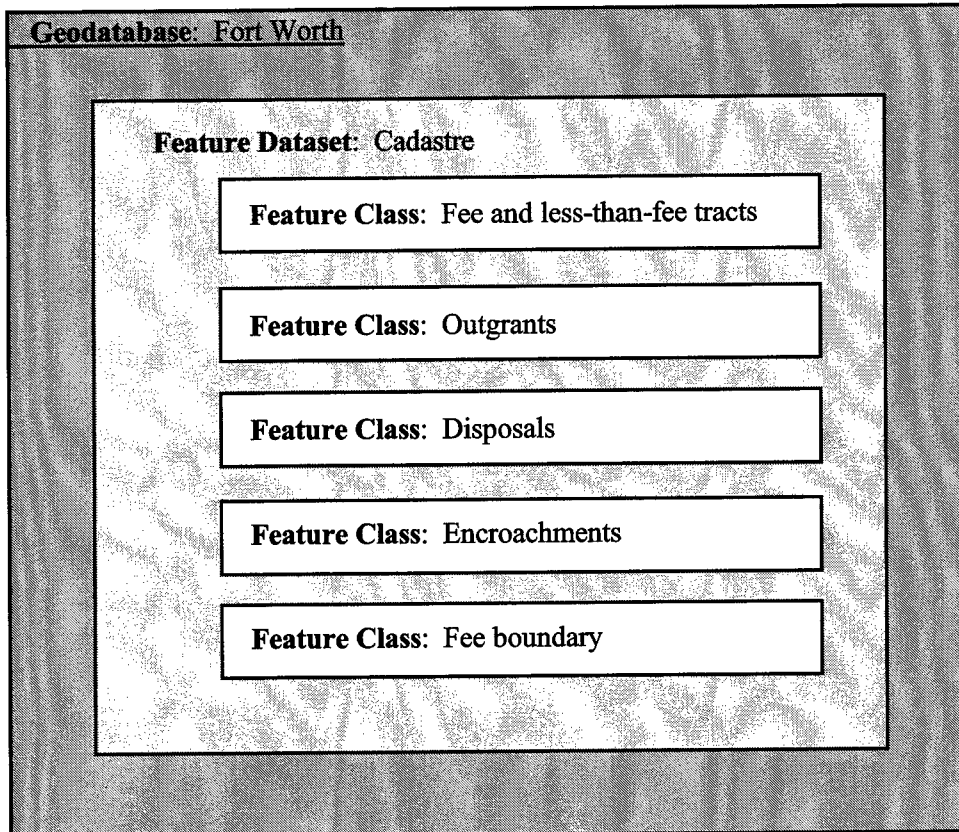 Geodatabase: Fort Worth
Feature Dataset: Cadastre
Feature Class: Fee and less-than-fee tracts
Feature Class: Outgrants
Feature Class: Disposals
Feature Class: Encroachments
Feature Class: Fee boundary